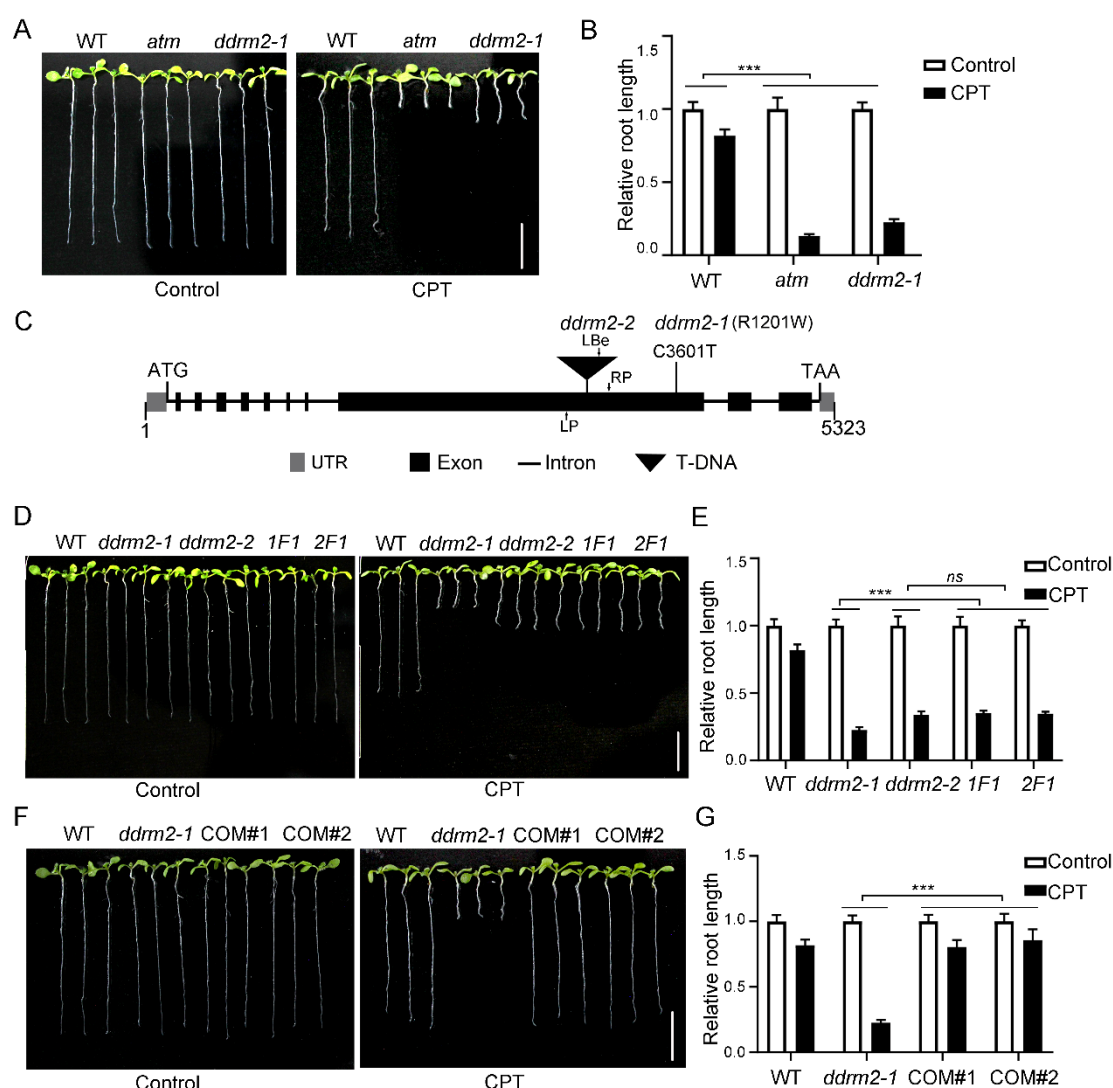 A
WT atm ddrm2-1
WT atm ddrm2-1
Control
CPT
B
1.5
1.0
0.5
0.0
Relative root length
***
Control
CPT
WT atm ddrm2-1
C
ddrm2-2
ddrm2-1 (R1201W)
LBe
C3601T
ATG
RP
TAA
LP
1
5323
UTR
Exon
Intron
T-DNA
D
WT ddrm2-1 ddrm2-2 1F1 2F1
WT ddrm2-1 ddrm2-2 1F1 2F1
Control
CPT
E
1.5
1.0
0.5
0.0
Relative root length
ns
***
Control
CPT
WT ddrm2-1 ddrm2-2 1F1 2F1
F
WT ddrm2-1 COM#1 COM#2
WT ddrm2-1 COM#1 COM#2
Control
CPT
G
1.5
1.0
0.5
0.0
Relative root length
***
Control
CPT
WT ddrm2-1 COM#1 COM#2